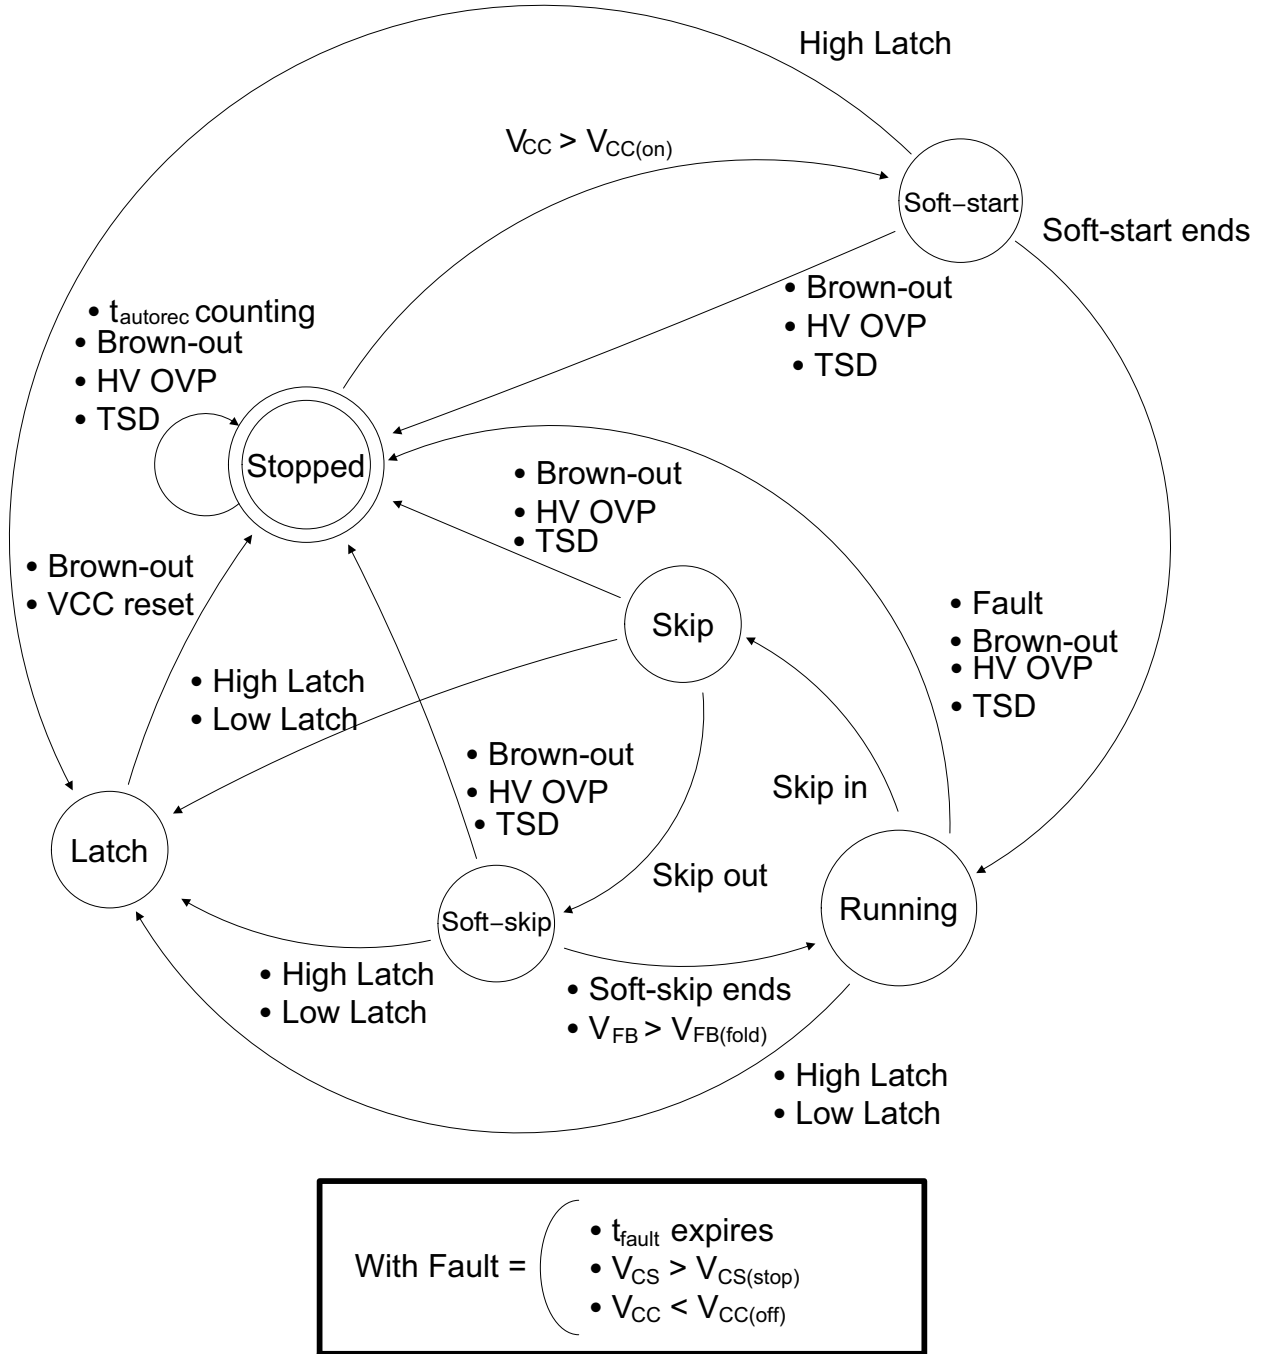 High Latch
VCC > VCC(on)
Soft−start
Soft-start ends
• Brown-out
• HV OVP
• TSD
• tautorec counting
• Brown-out
• HV OVP
• TSD
Stopped
• Brown-out
• HV OVP
• TSD
• Brown-out
• VCC reset
Skip
• Fault
• Brown-out
• HV OVP
• TSD
• High Latch
• Low Latch
• Brown-out
• HV OVP
• TSD
Skip in
Latch
Skip out
Running
Soft−skip
• High Latch
• Low Latch
• Soft-skip ends
• VFB > VFB(fold)
• High Latch
• Low Latch
With Fault =
• tfault expires
• VCS > VCS(stop)
• VCC < VCC(off)